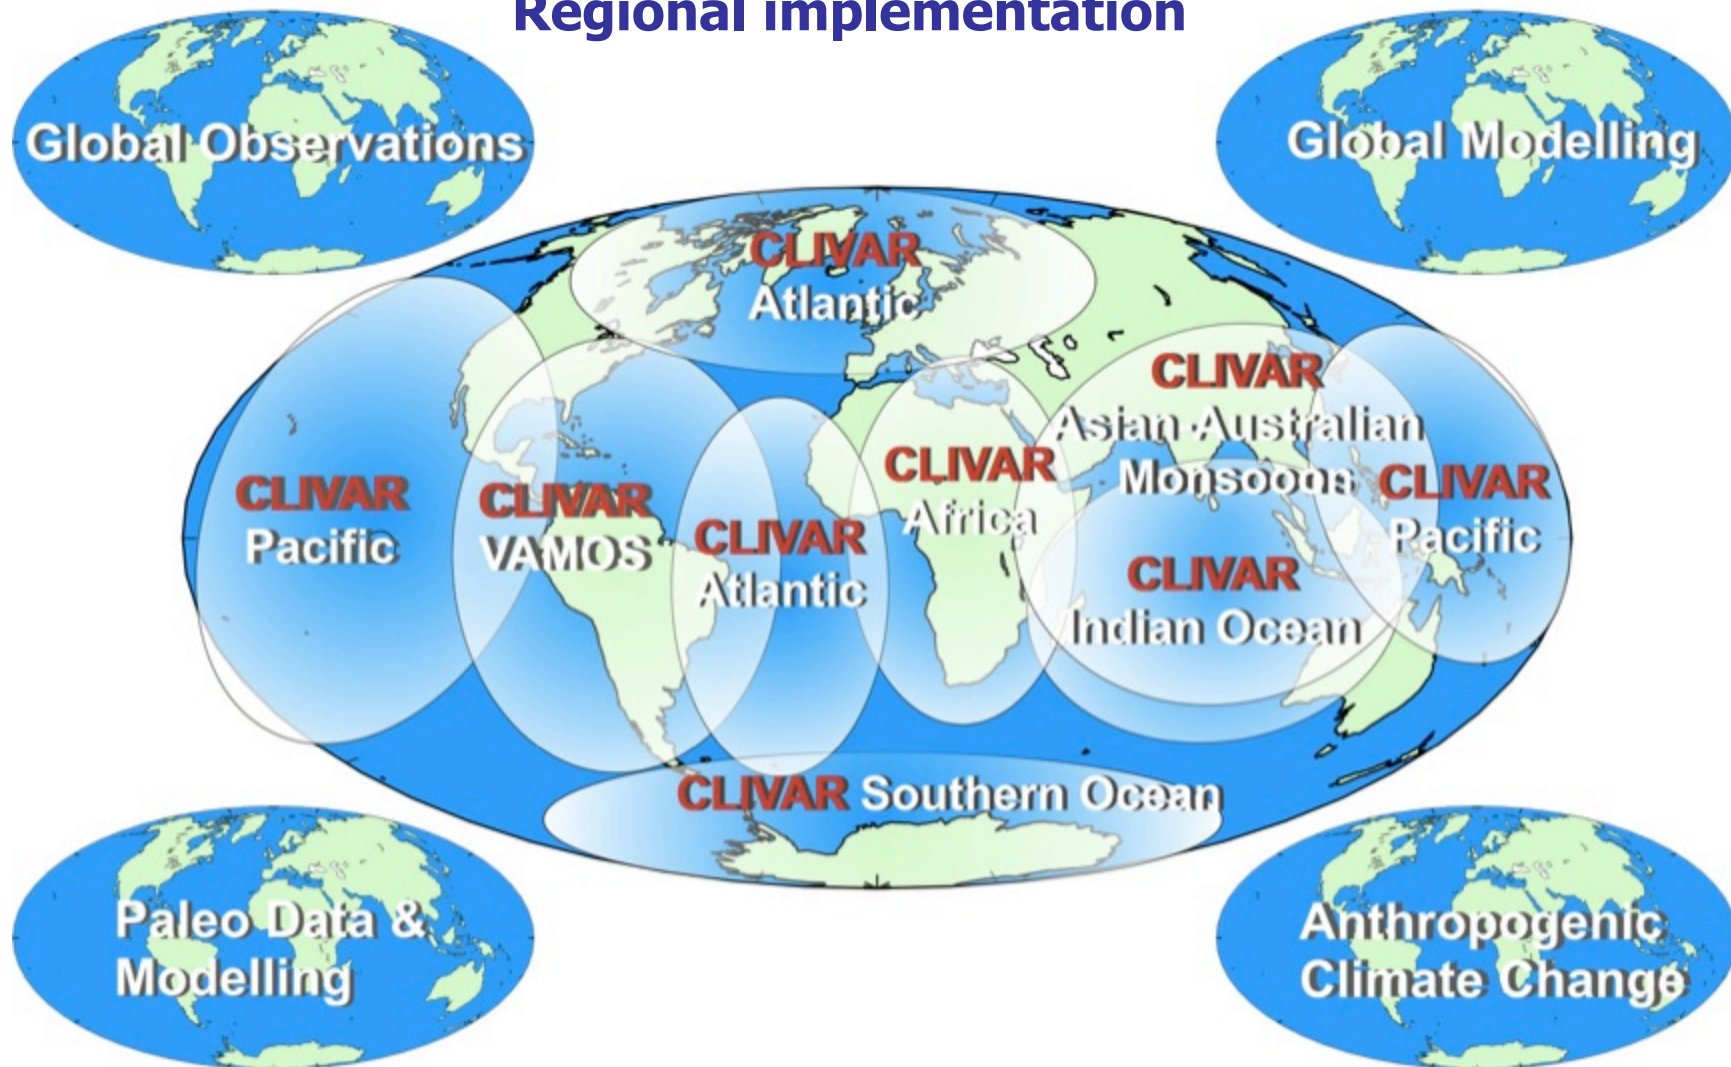 Regional implementation
Global Observations
Global Modelling
CLIVAR
Atlantic
CLIVAR
Pacific
CLIVAR
VAMOS
CLIVAR
Atlantic
CLIVAR
Africa
CLIVAR
Asian-Australian
Monsoons
CLIVAR
Pacific
CLIVAR
Indian Ocean
CLIVAR Southern Ocean
Paleo Data &
Modelling
Anthropogenic
Climate Change